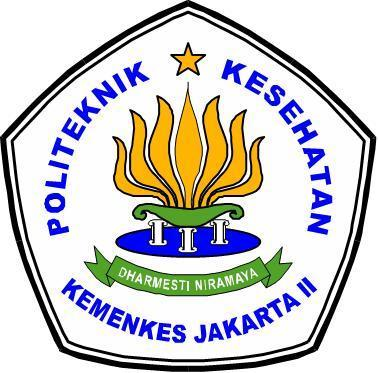 POLITEKNIK KESEHATAN
DHARMESTI NIRAMAYA
KEMENKES JAKARTA II